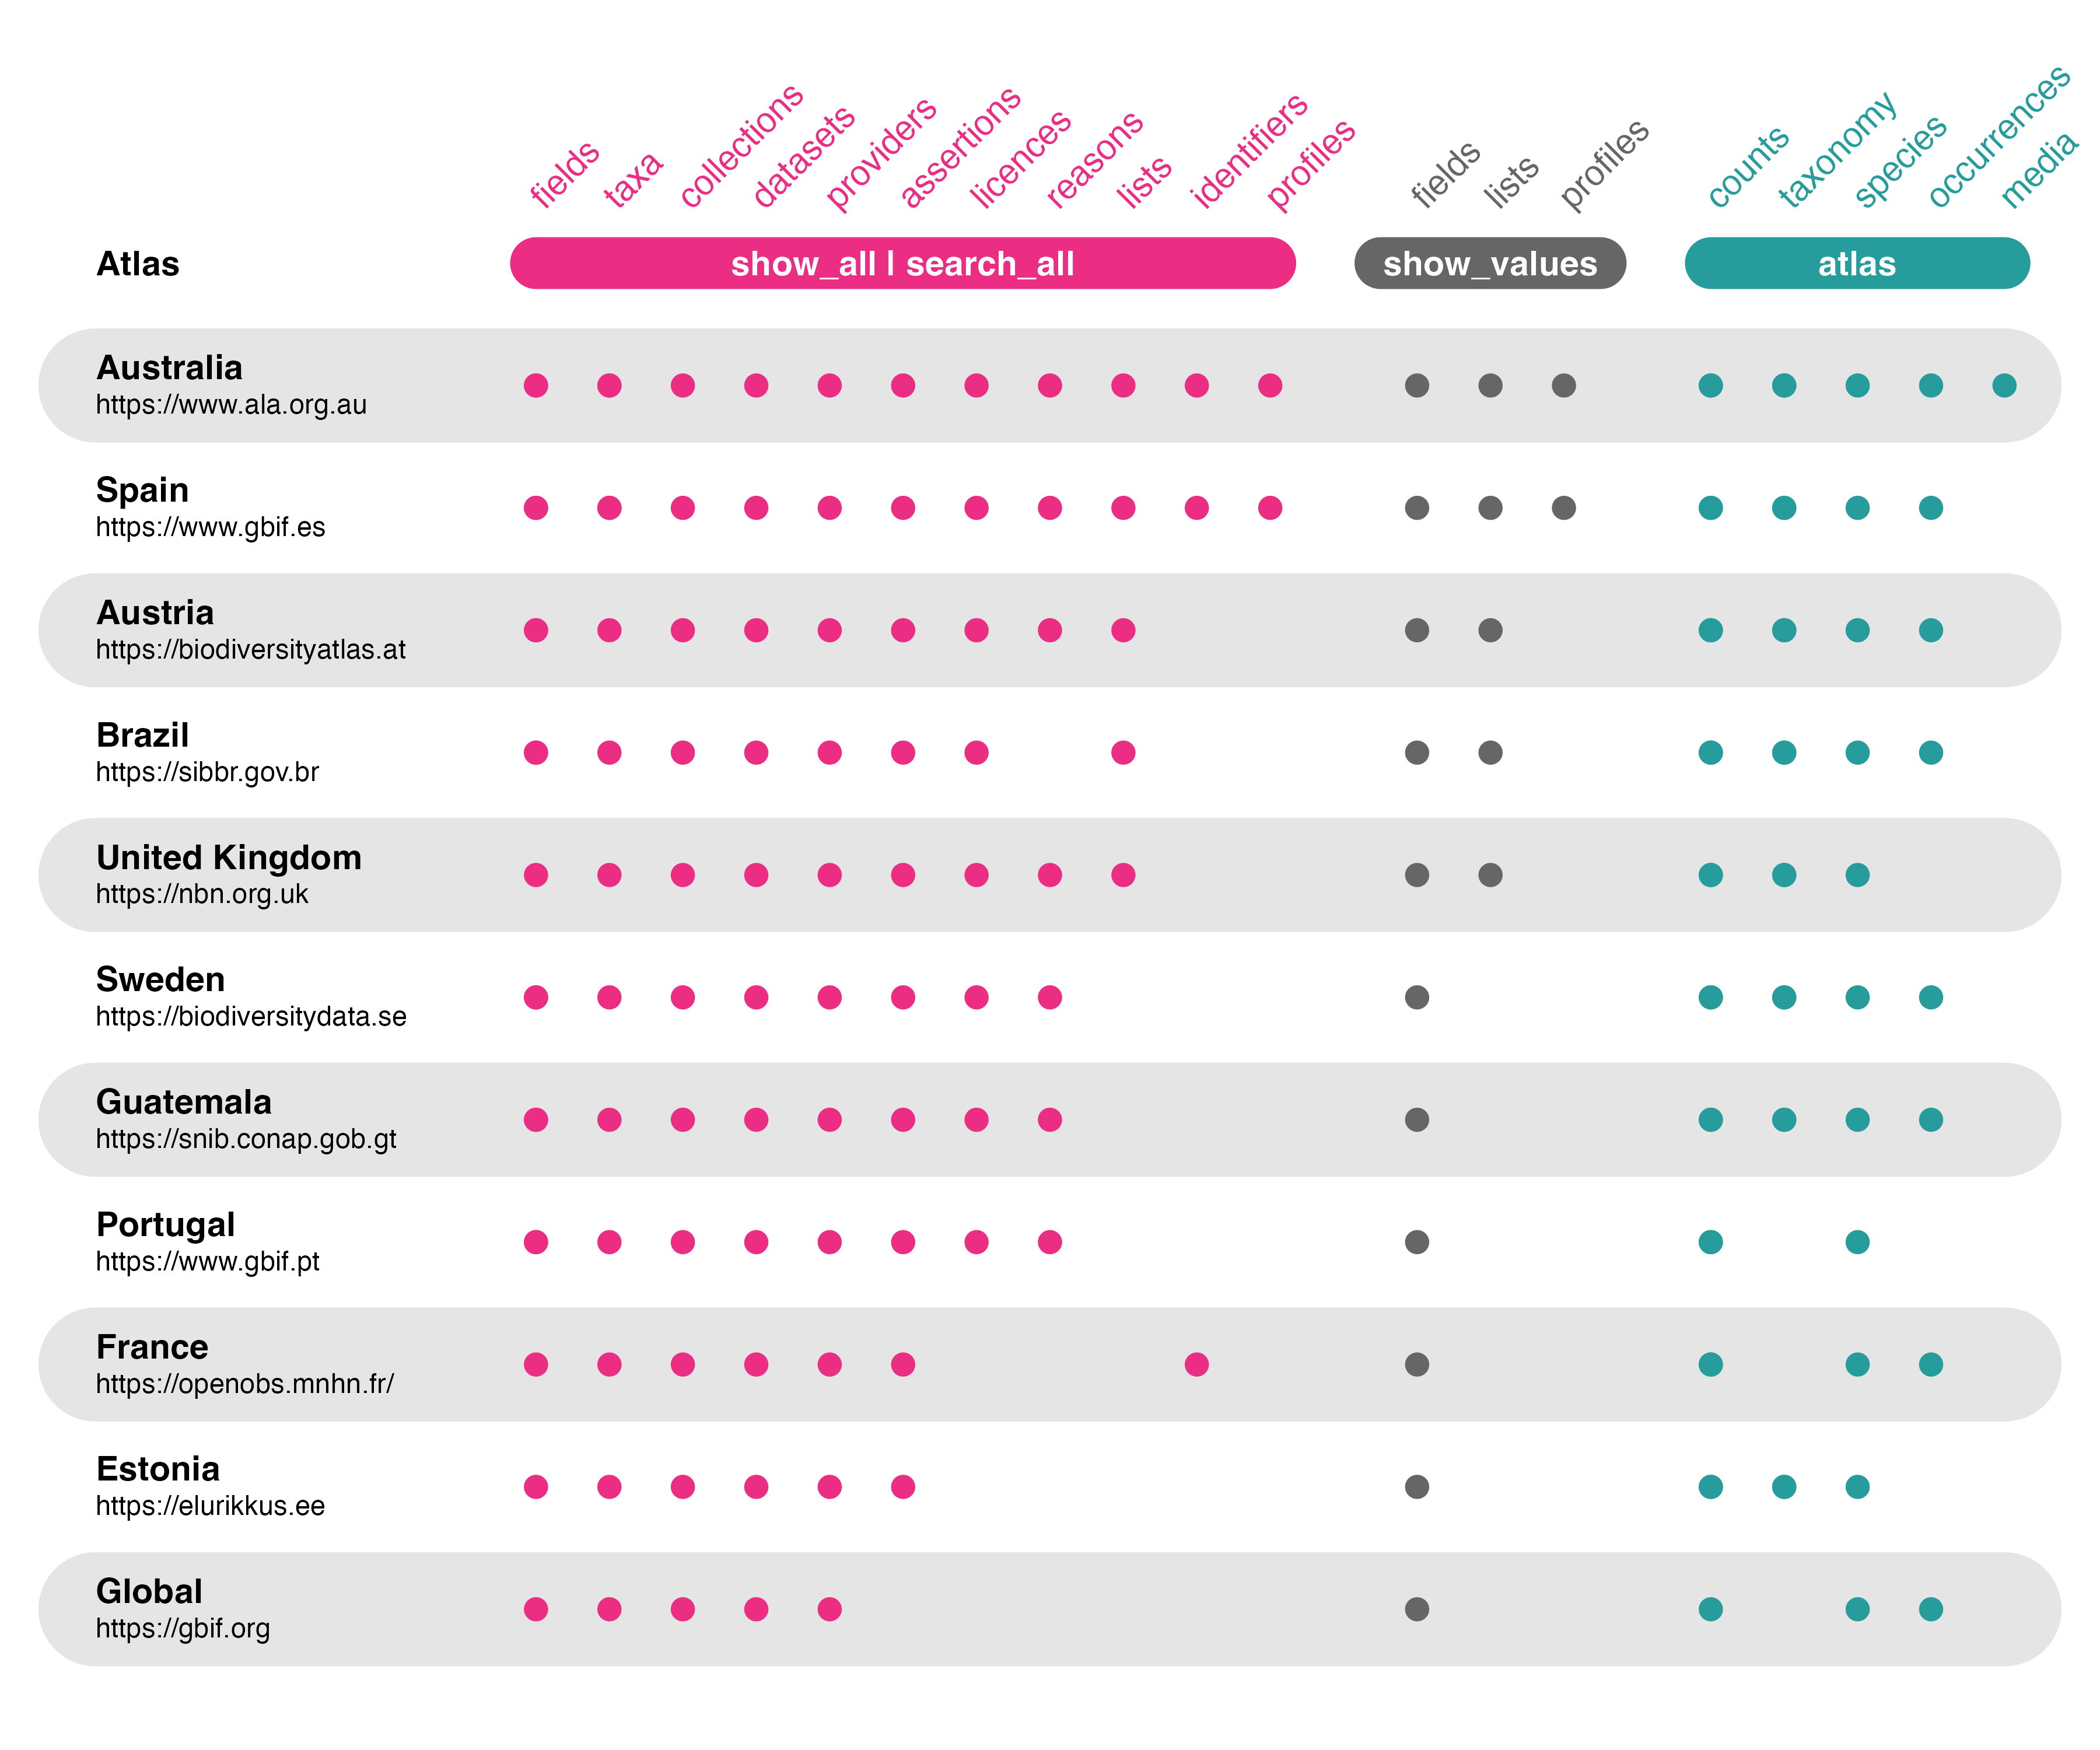 fields
taxa
collections
datasets
providers
assertions
licences
reasons
lists
identifiers
profiles
fields
lists
profiles
counts
taxonomy
species
occurrences
media
Atlas
show_all | search_all
show_values
atlas
Australia
https://www.ala.org.au
Spain
https://www.gbif.es
Austria
https://biodiversityatlas.at
Brazil
https://sibbr.gov.br
United Kingdom
https://nbn.org.uk
Sweden
https://biodiversitydata.se
Guatemala
https://snib.conap.gob.gt
Portugal
https://www.gbif.pt
France
https://openobs.mnhn.fr/
Estonia
https://elurikkus.ee
Global
https://gbif.org